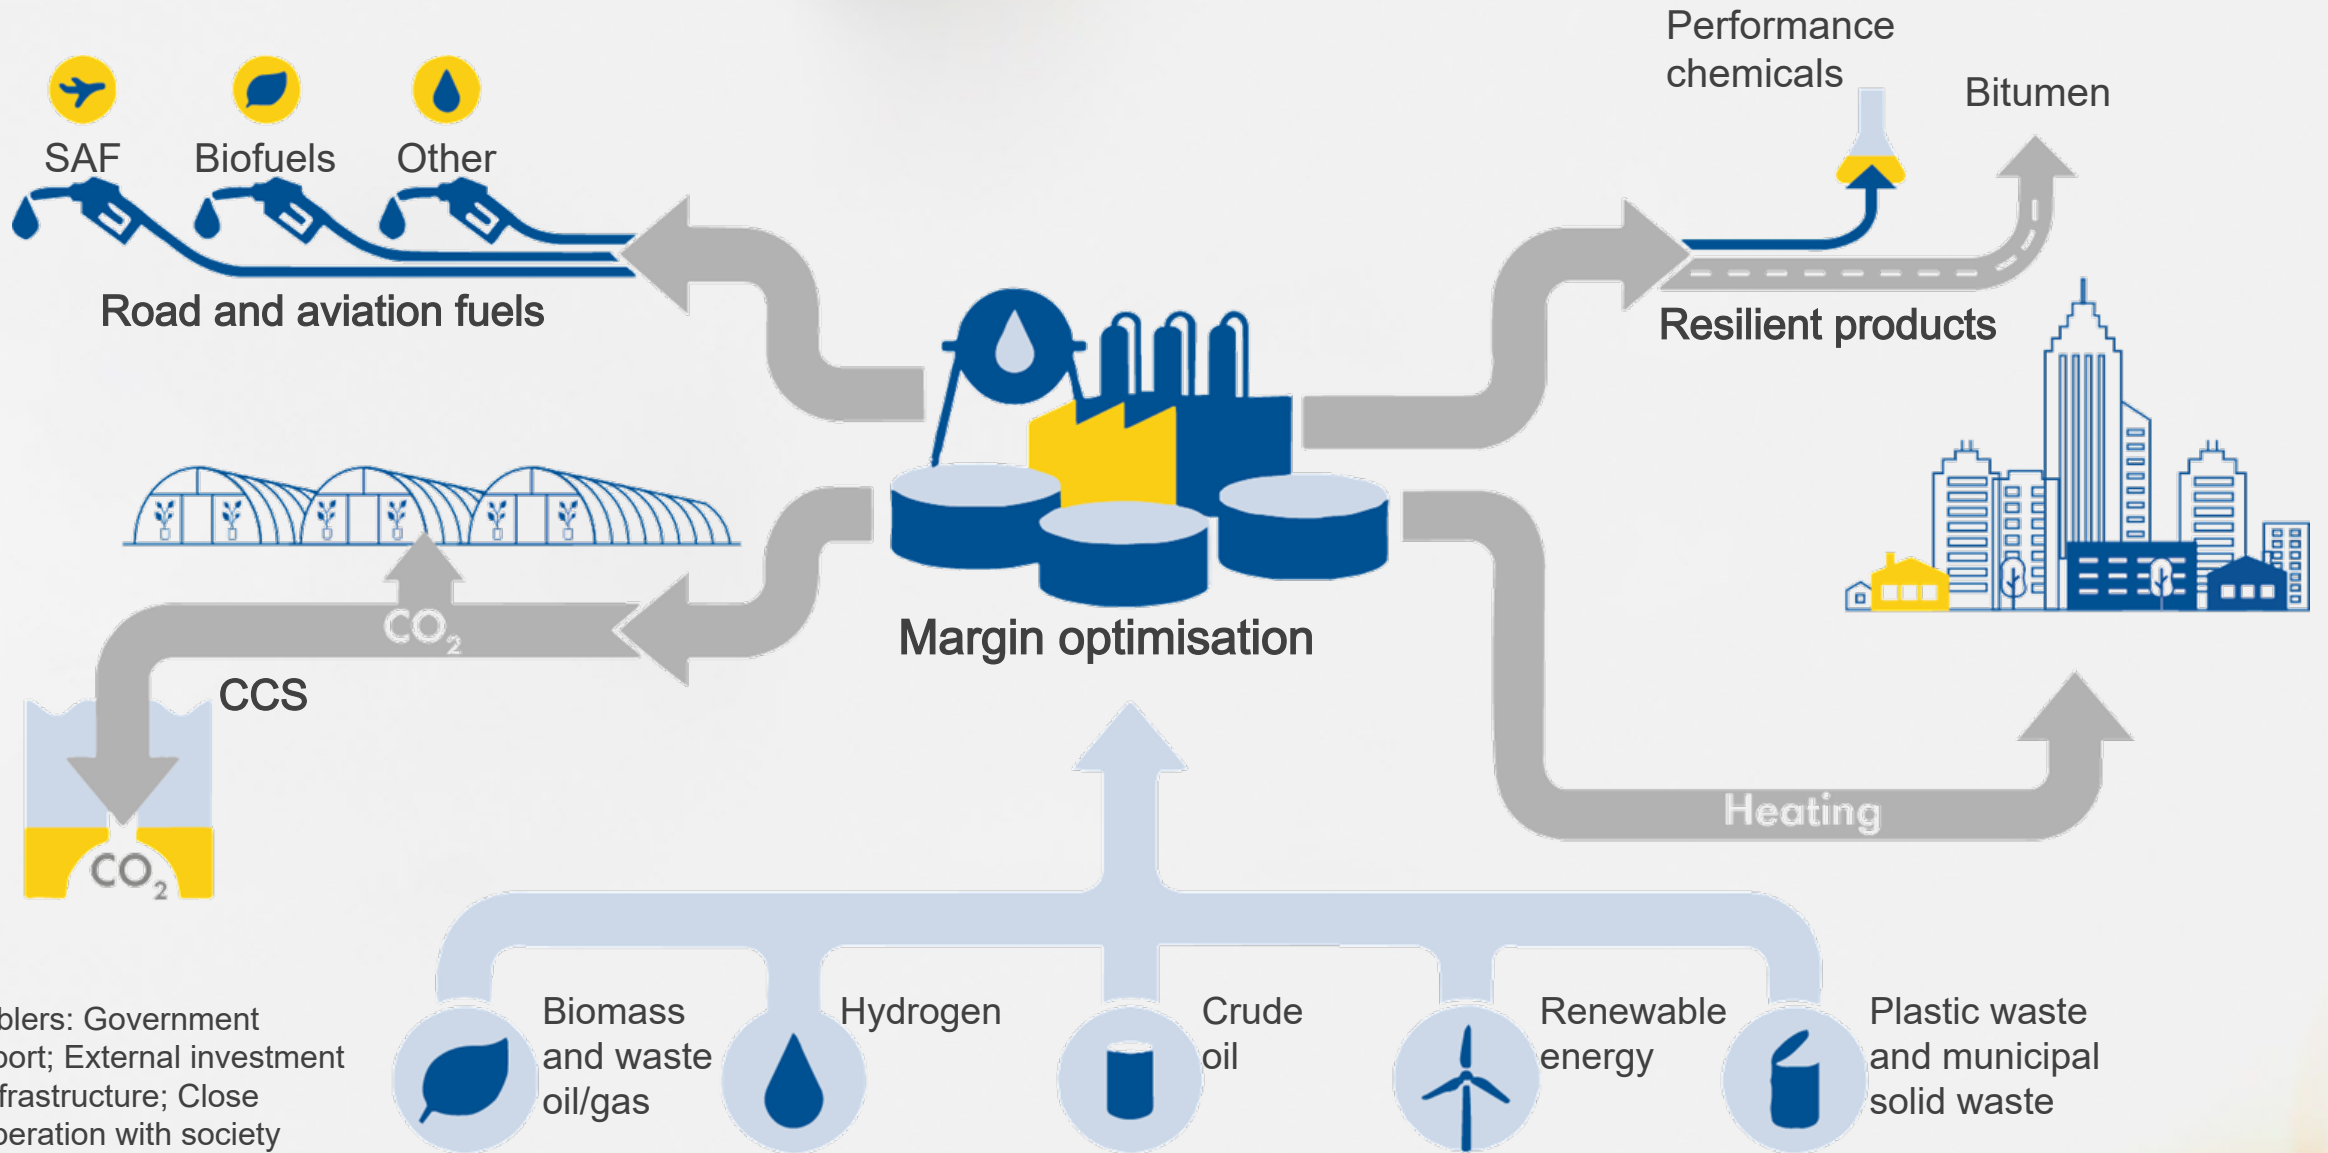 Performance
chemicals
Bitumen
SAF
Biofuels
Other
Road and aviation fuels
Resilient products
Margin optimisation
CO₂
CCS
CO₂
Heating
Biomass
and waste
oil/gas
Hydrogen
Crude
oil
Renewable
energy
Plastic waste
and municipal
solid waste
blers: Government
port; External investment
frastructure; Close
peration with society